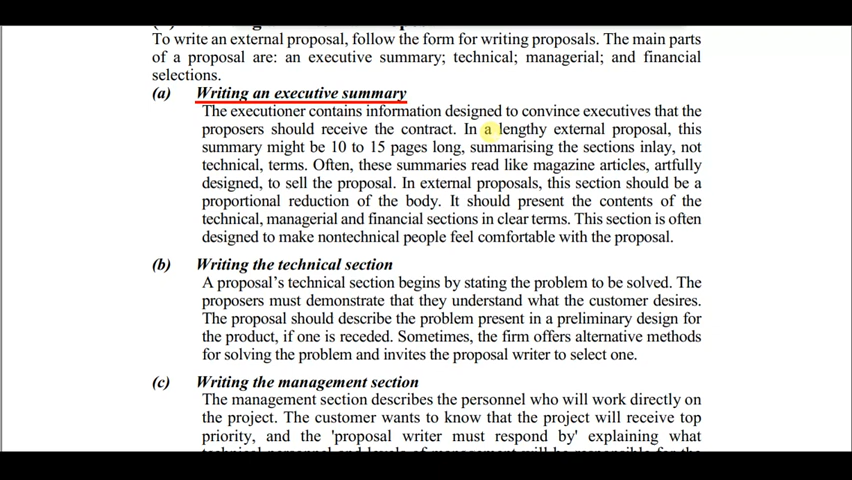 To write an external proposal, follow the form for writing proposals. The main parts
of a proposal are: an executive summary; technical; managerial; and financial
selections.
(a) Writing an executive summary
The executioner contains information designed to convince executives that the
proposers should receive the contract. In a lengthy external proposal, this
summary might be 10 to 15 pages long, summarising the sections inlay, not
technical, terms. Often, these summaries read like magazine articles, artfully
designed, to sell the proposal. In external proposals, this section should be a
proportional reduction of the body. It should present the contents of the
technical, managerial and financial sections in clear terms. This section is often
designed to make nontechnical people feel comfortable with the proposal.
(b) Writing the technical section
A proposal's technical section begins by stating the problem to be solved. The
proposers must demonstrate that they understand what the customer desires.
The proposal should describe the problem present in a preliminary design for
the product, if one is receded. Sometimes, the firm offers alternative methods
for solving the problem and invites the proposal writer to select one.
(c) Writing the management section
The management section describes the personnel who will work directly on
the project. The customer wants to know that the project will receive top
priority, and the 'proposal writer must respond by' explaining what